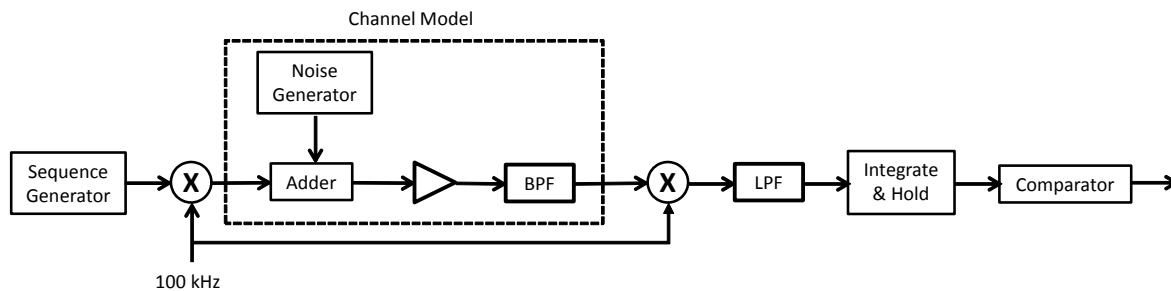 Channel Model
Noise
Generator
Sequence
Generator
X
Adder
BPF
X
LPF
Integrate
& Hold
Comparator
100 kHz